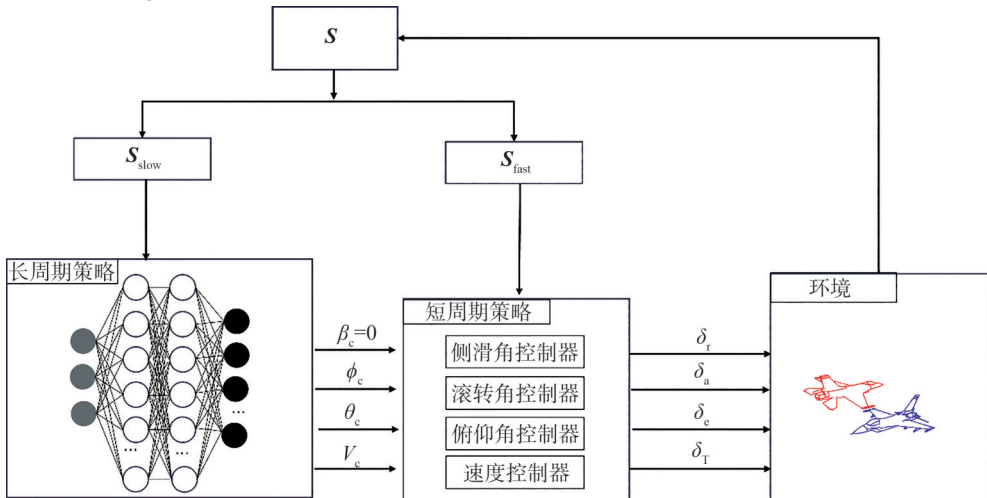 S
S_slow
S_fast
长周期策略
短周期策略
环境
β_c=0
ϕ_c
θ_c
V_c
侧滑角控制器
滚转角控制器
俯仰角控制器
速度控制器
δ_r
δ_a
δ_e
δ_T
...
...
...